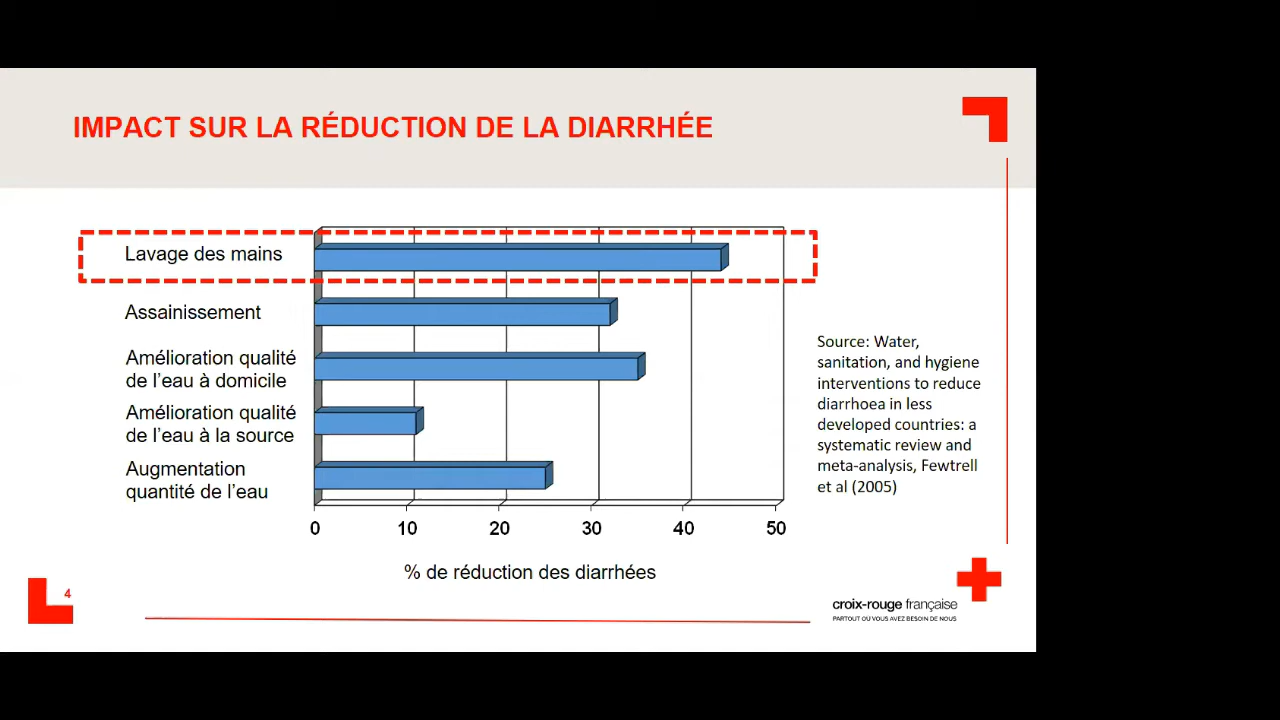 IMPACT SUR LA RÉDUCTION DE LA DIARRHÉE
Lavage des mains
Assainissement
Amélioration qualité
de l'eau à domicile
Amélioration qualité
de l'eau à la source
Augmentation
quantité de l'eau
0 10 20 30 40 50
% de réduction des diarrhées
Source: Water,
sanitation, and hygiene
interventions to reduce
diarrhoea in less
developed countries: a
systematic review and
meta-analysis, Fewtrell
et al (2005)
4
croix-rouge française
PARTOUT OÙ VOUS AVEZ BESOIN DE NOUS